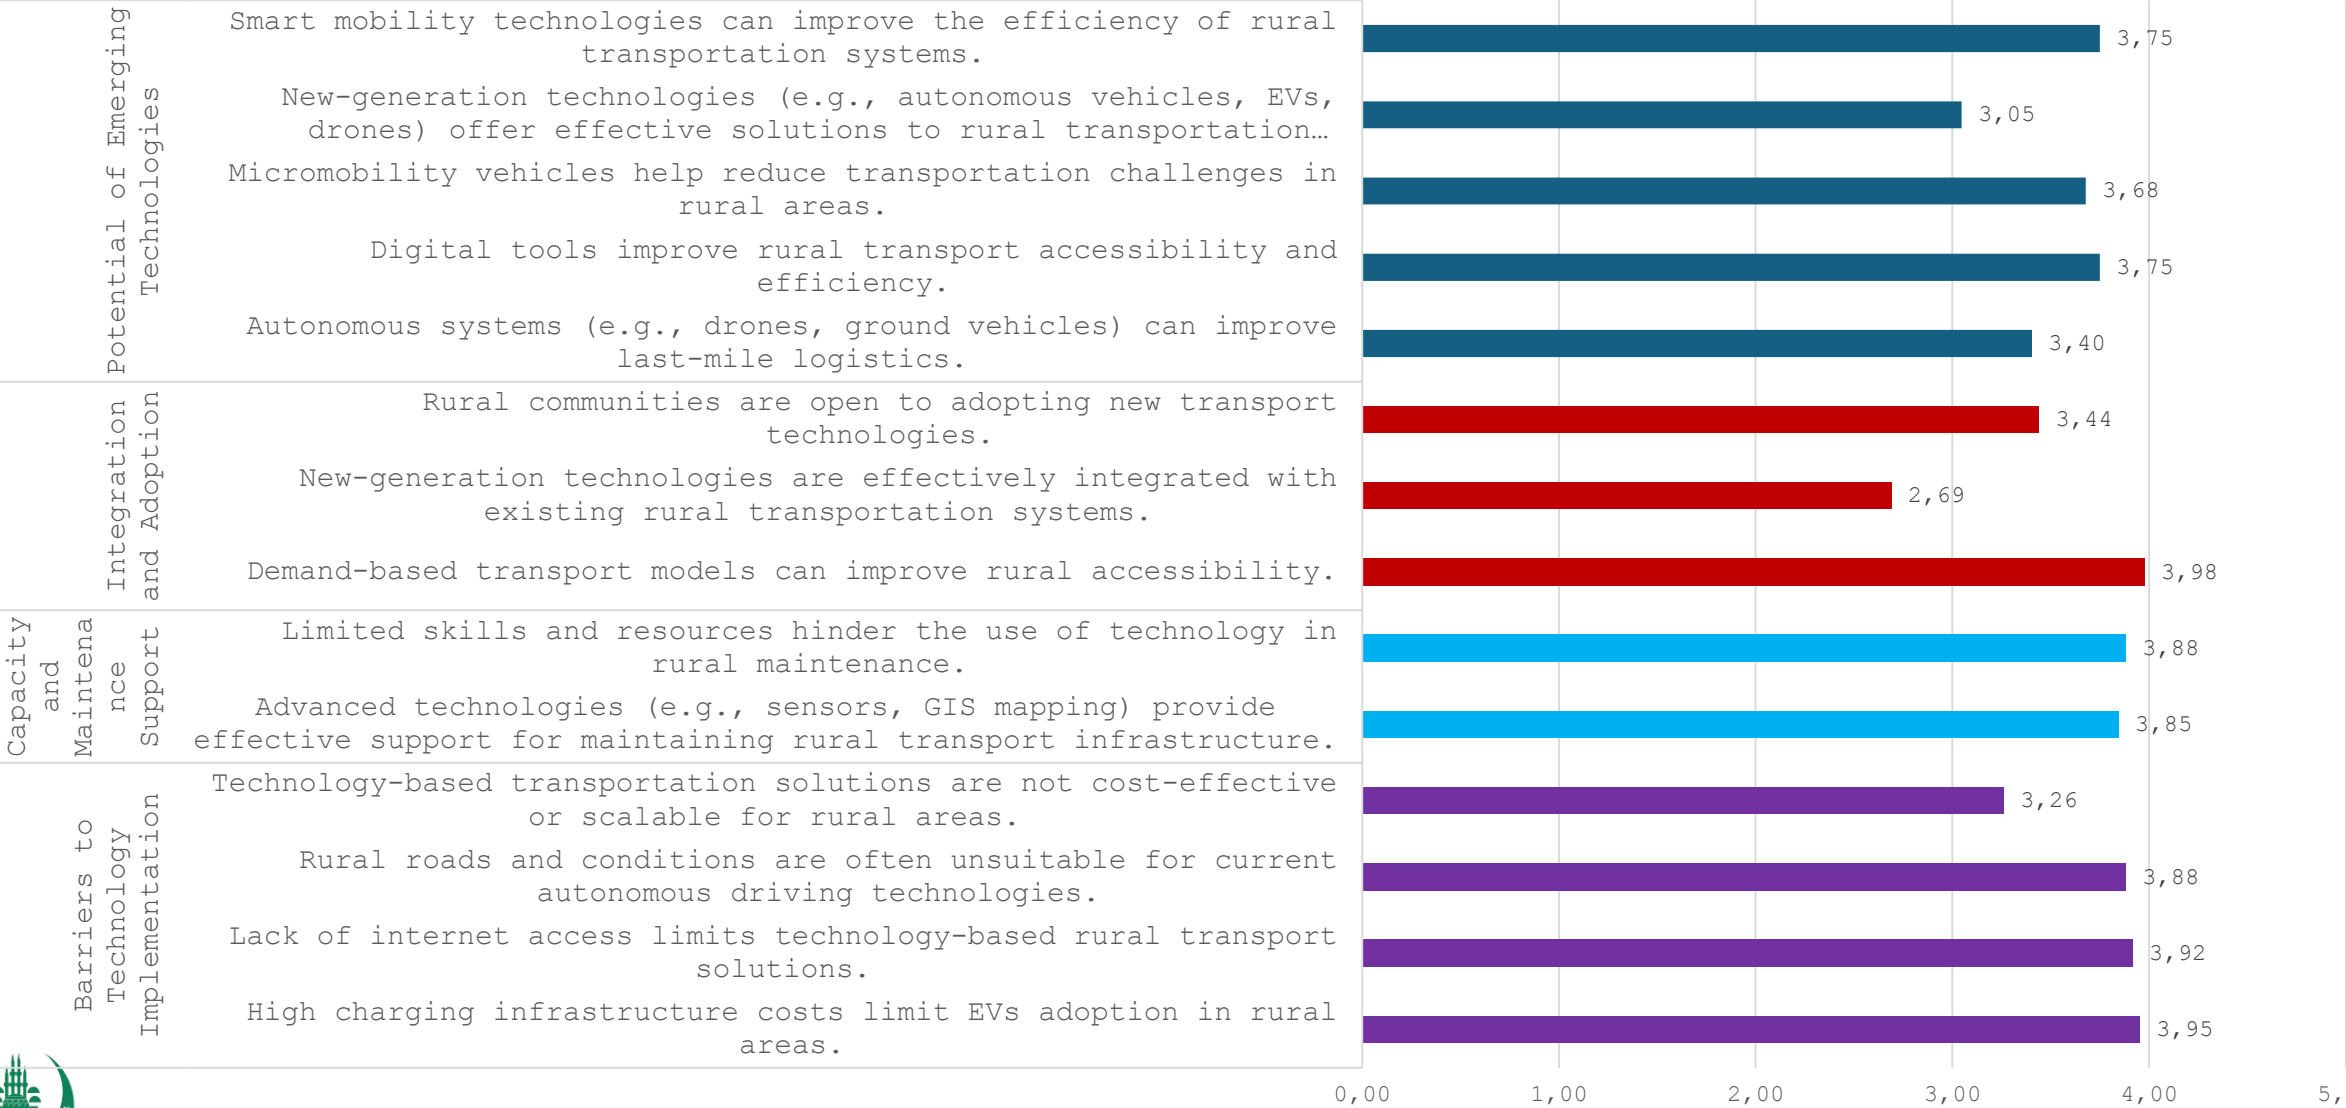 Potential of Emerging
Technologies
Smart mobility technologies can improve the efficiency of rural
transportation systems.
3,75
New-generation technologies (e.g., autonomous vehicles, EVs,
drones) offer effective solutions to rural transportation…
3,05
Micromobility vehicles help reduce transportation challenges in
rural areas.
3,68
Digital tools improve rural transport accessibility and
efficiency.
3,75
Autonomous systems (e.g., drones, ground vehicles) can improve
last-mile logistics.
3,40
Integration
and Adoption
Rural communities are open to adopting new transport
technologies.
3,44
New-generation technologies are effectively integrated with
existing rural transportation systems.
2,69
Demand-based transport models can improve rural accessibility.
3,98
Capacity
and
Maintena
nce
Support
Limited skills and resources hinder the use of technology in
rural maintenance.
3,88
Advanced technologies (e.g., sensors, GIS mapping) provide
effective support for maintaining rural transport infrastructure.
3,85
Barriers to
Technology
Implementation
Technology-based transportation solutions are not cost-effective
or scalable for rural areas.
3,26
Rural roads and conditions are often unsuitable for current
autonomous driving technologies.
3,88
Lack of internet access limits technology-based rural transport
solutions.
3,92
High charging infrastructure costs limit EVs adoption in rural
areas.
3,95
0,00 1,00 2,00 3,00 4,00 5,